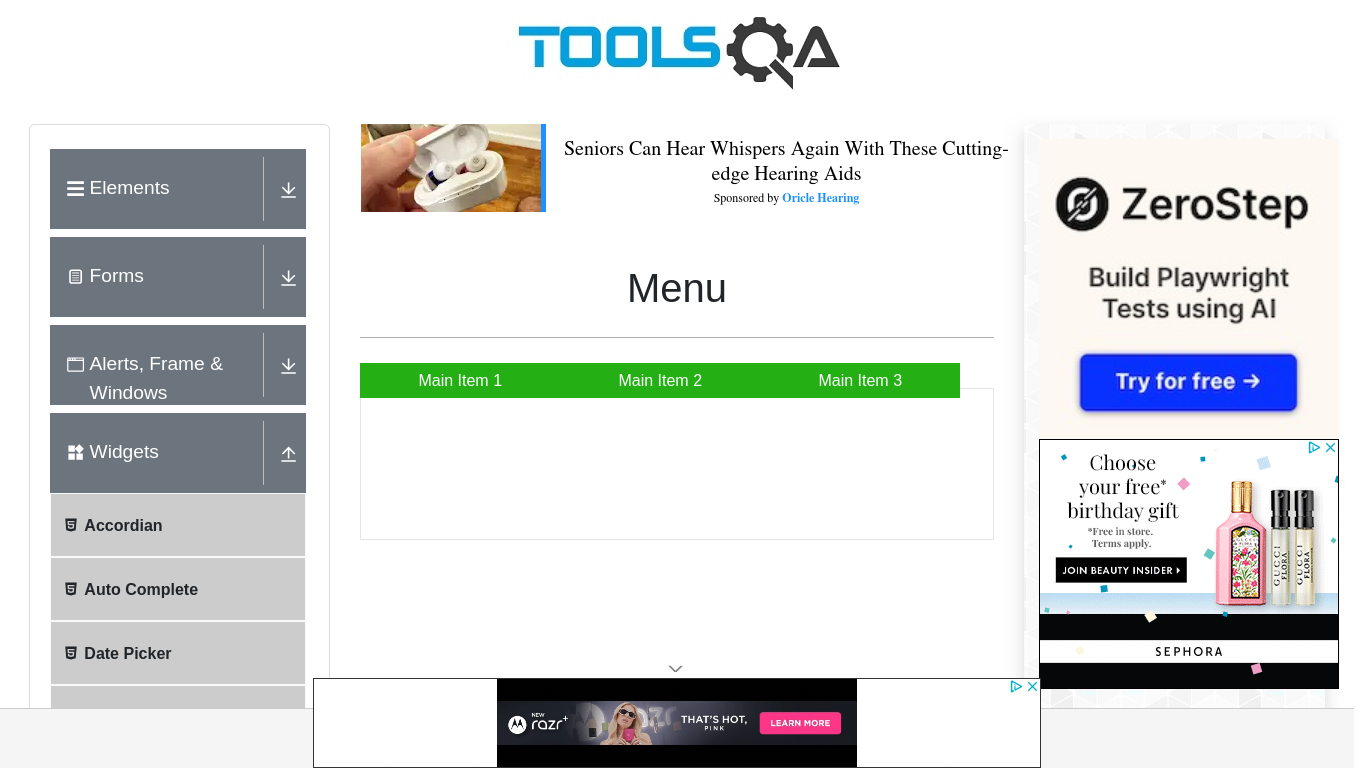 TOOLSQA
Elements
Forms
Alerts, Frame &
Windows
Widgets
Accordian
Auto Complete
Date Picker
Seniors Can Hear Whispers Again With These Cutting-
edge Hearing Aids
Sponsored by Oricle Hearing
Menu
Main Item 1
Main Item 2
Main Item 3
ZeroStep
Build Playwright
Tests using AI
Try for free →
Choose
your free*
birthday gift
*Free in store.
Terms apply.
JOIN BEAUTY INSIDER
GUCCI
FLORA
GUCCI
FLORA
SEPHORA
NEW
razr+
THAT'S HOT,
PINK
LEARN MORE